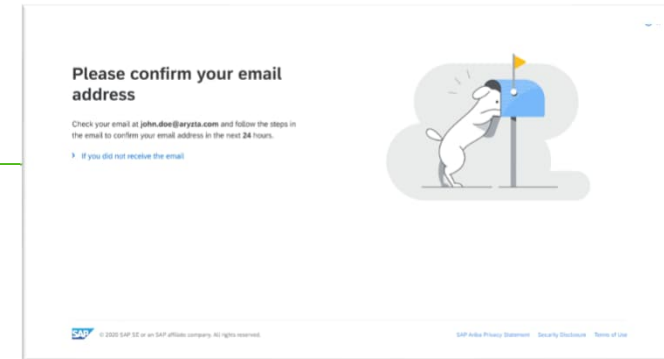 Please confirm your email
address
Check your email at john.doe@aryzta.com and follow the steps in
the email to confirm your email address in the next 24 hours.
› If you did not receive the email
SAP © 2020 SAP SE or an SAP affiliate company. All rights reserved. SAP Ariba Privacy Statement Security Disclosure Terms of Use